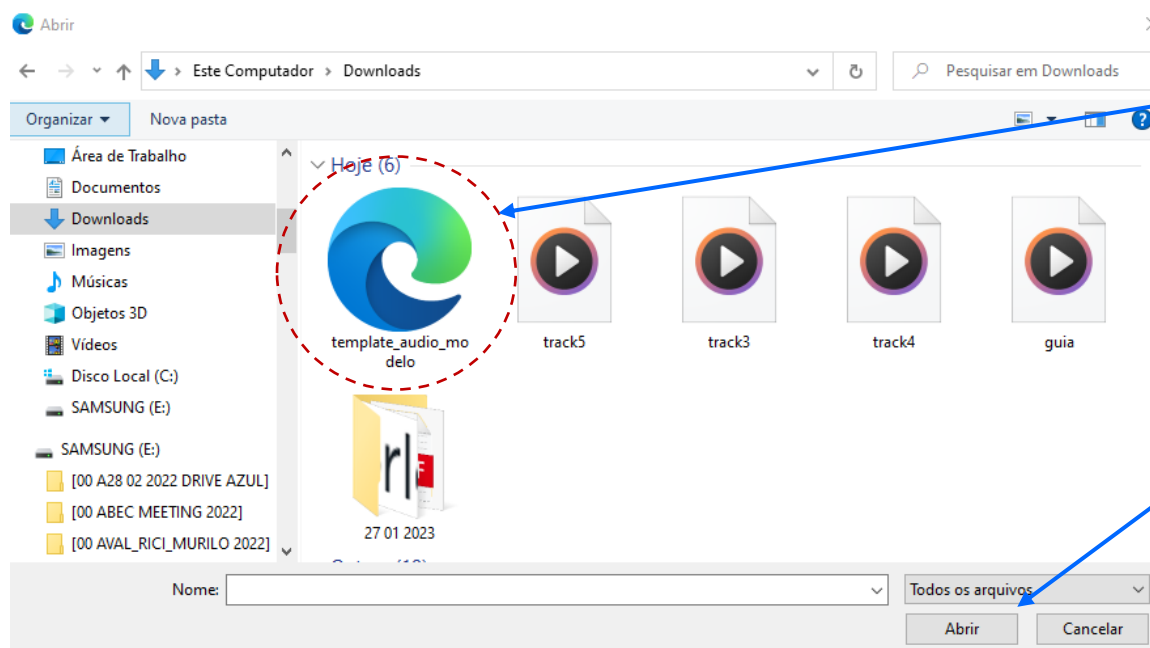 Abrir
Este Computador > Downloads
Pesquisar em Downloads
Organizar
Nova pasta
Área de Trabalho
Documentos
Downloads
Imagens
Músicas
Objetos 3D
Vídeos
Disco Local (C:)
SAMSUNG (E:)
SAMSUNG (E:)
[00 A28 02 2022 DRIVE AZUL]
[00 ABEC MEETING 2022]
[00 AVAL_RICI_MURILO 2022]
Hoje (6)
template_audio_mo
delo
track5
track3
track4
guia
27 01 2023
Nome:
Todos os arquivos
Abrir
Cancelar